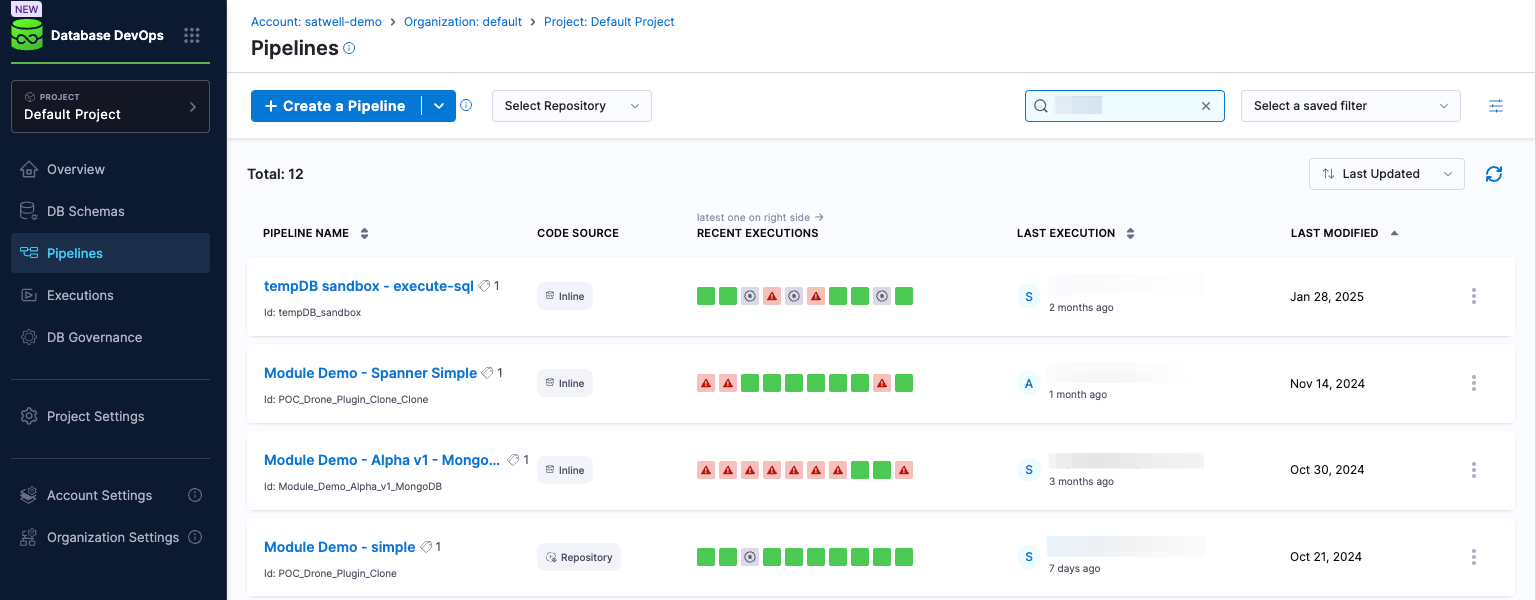 NEW
Database DevOps
PROJECT
Default Project
Overview
DB Schemas
Pipelines
Executions
DB Governance
Project Settings
Account Settings
Organization Settings
Account: satwell-demo > Organization: default > Project: Default Project
Pipelines
+ Create a Pipeline
Select Repository
Select a saved filter
Total: 12
Last Updated
latest one on right side →
PIPELINE NAME CODE SOURCE RECENT EXECUTIONS LAST EXECUTION LAST MODIFIED
tempDB sandbox - execute-sql 1
Id: tempDB_sandbox
Inline
S
2 months ago
Jan 28, 2025
Module Demo - Spanner Simple 1
Id: POC_Drone_Plugin_Clone_Clone
Inline
A
1 month ago
Nov 14, 2024
Module Demo - Alpha v1 - Mongo... 1
Id: Module_Demo_Alpha_v1_MongoDB
Inline
S
3 months ago
Oct 30, 2024
Module Demo - simple 1
Id: POC_Drone_Plugin_Clone
Repository
S
7 days ago
Oct 21, 2024